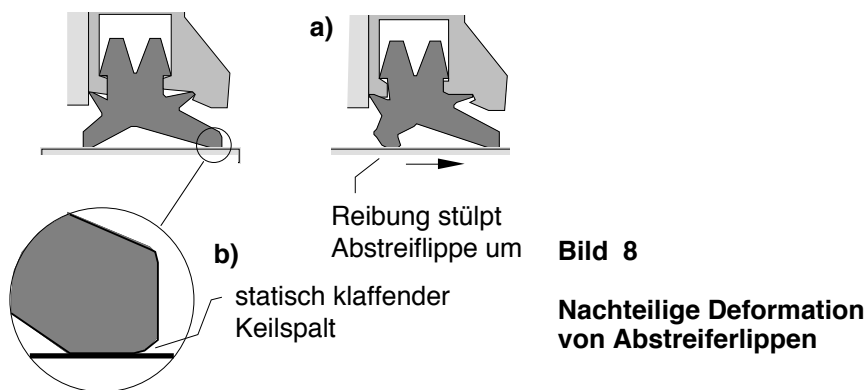 a)
Reibung stülpt
Abstreiflippe um
b)
statisch klaffender
Keilspalt
Bild 8
Nachteilige Deformation
von Abstreiferlippen